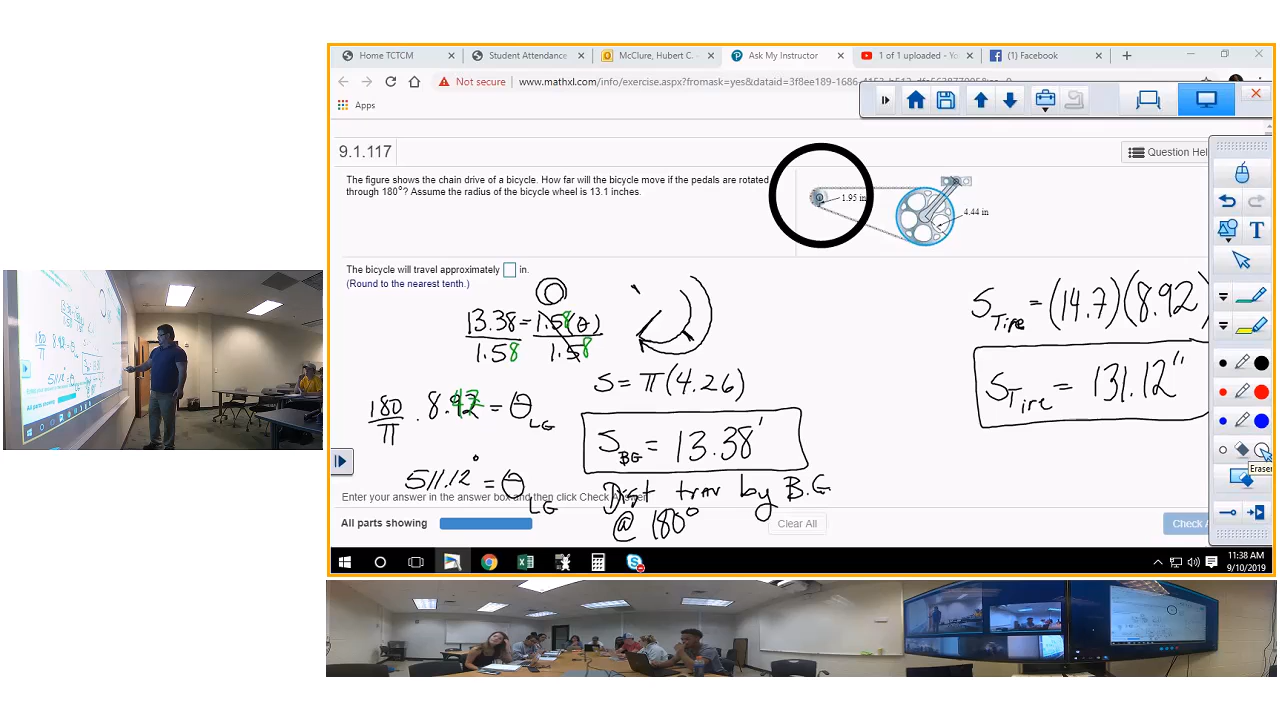 Home TCTCM
Student Attendance
McClure, Hubert C. -
Ask My Instructor
1 of 1 uploaded - Yo
(1) Facebook
Not secure
www.mathxl.com/info/exercise.aspx?fromask=yes&dataid=3f8ee189-1686-
Apps
9.1.117
Question Hel
The figure shows the chain drive of a bicycle. How far will the bicycle move if the pedals are rotated
through 180°? Assume the radius of the bicycle wheel is 13.1 inches.
1.95 in
4.44 in
The bicycle will travel approximately in.
(Round to the nearest tenth.)
13.38 = 1.58(θ)
1.58 1.58
S = π(4.26)
180/π · 8.42 = θ LG
S BG = 13.38'
511.12° = θ LG
Dist trav by B.G
@ 180°
S Tire = (14.7)(8.92)
S Tire = 131.12"
Enter your answer in the answer box and then click Check Answer.
All parts showing
Clear All
Check A
Eraser
T
11:38 AM
9/10/2019